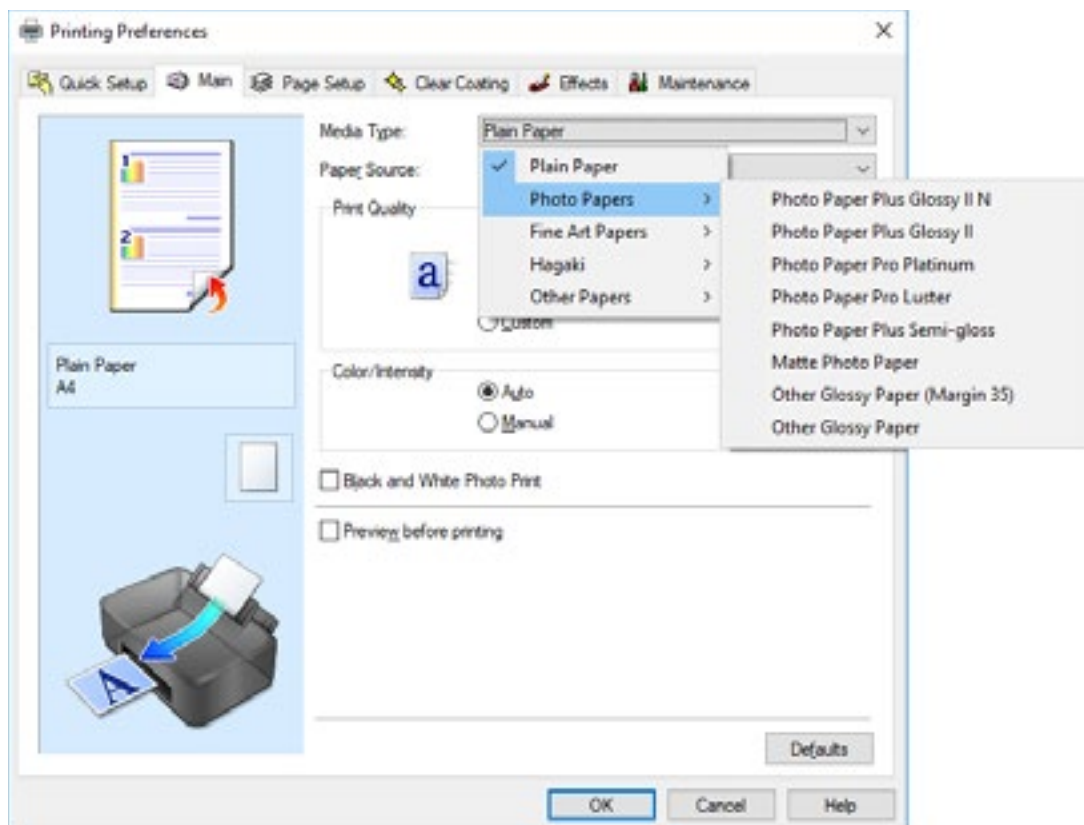 Printing Preferences
Quick Setup
Main
Page Setup
Clear Coating
Effects
Maintenance
Media Type:
Plain Paper
Paper Source:
Plain Paper
Photo Papers
Fine Art Papers
Hagaki
Other Papers
Photo Paper Plus Glossy II N
Photo Paper Plus Glossy II
Photo Paper Pro Platinum
Photo Paper Pro Luster
Photo Paper Plus Semi-gloss
Matte Photo Paper
Other Glossy Paper (Margin 35)
Other Glossy Paper
Print Quality
a
Custom
1
2
Plain Paper
A4
Color/Intensity
Auto
Manual
Black and White Photo Print
Preview before printing
A
Defaults
OK
Cancel
Help